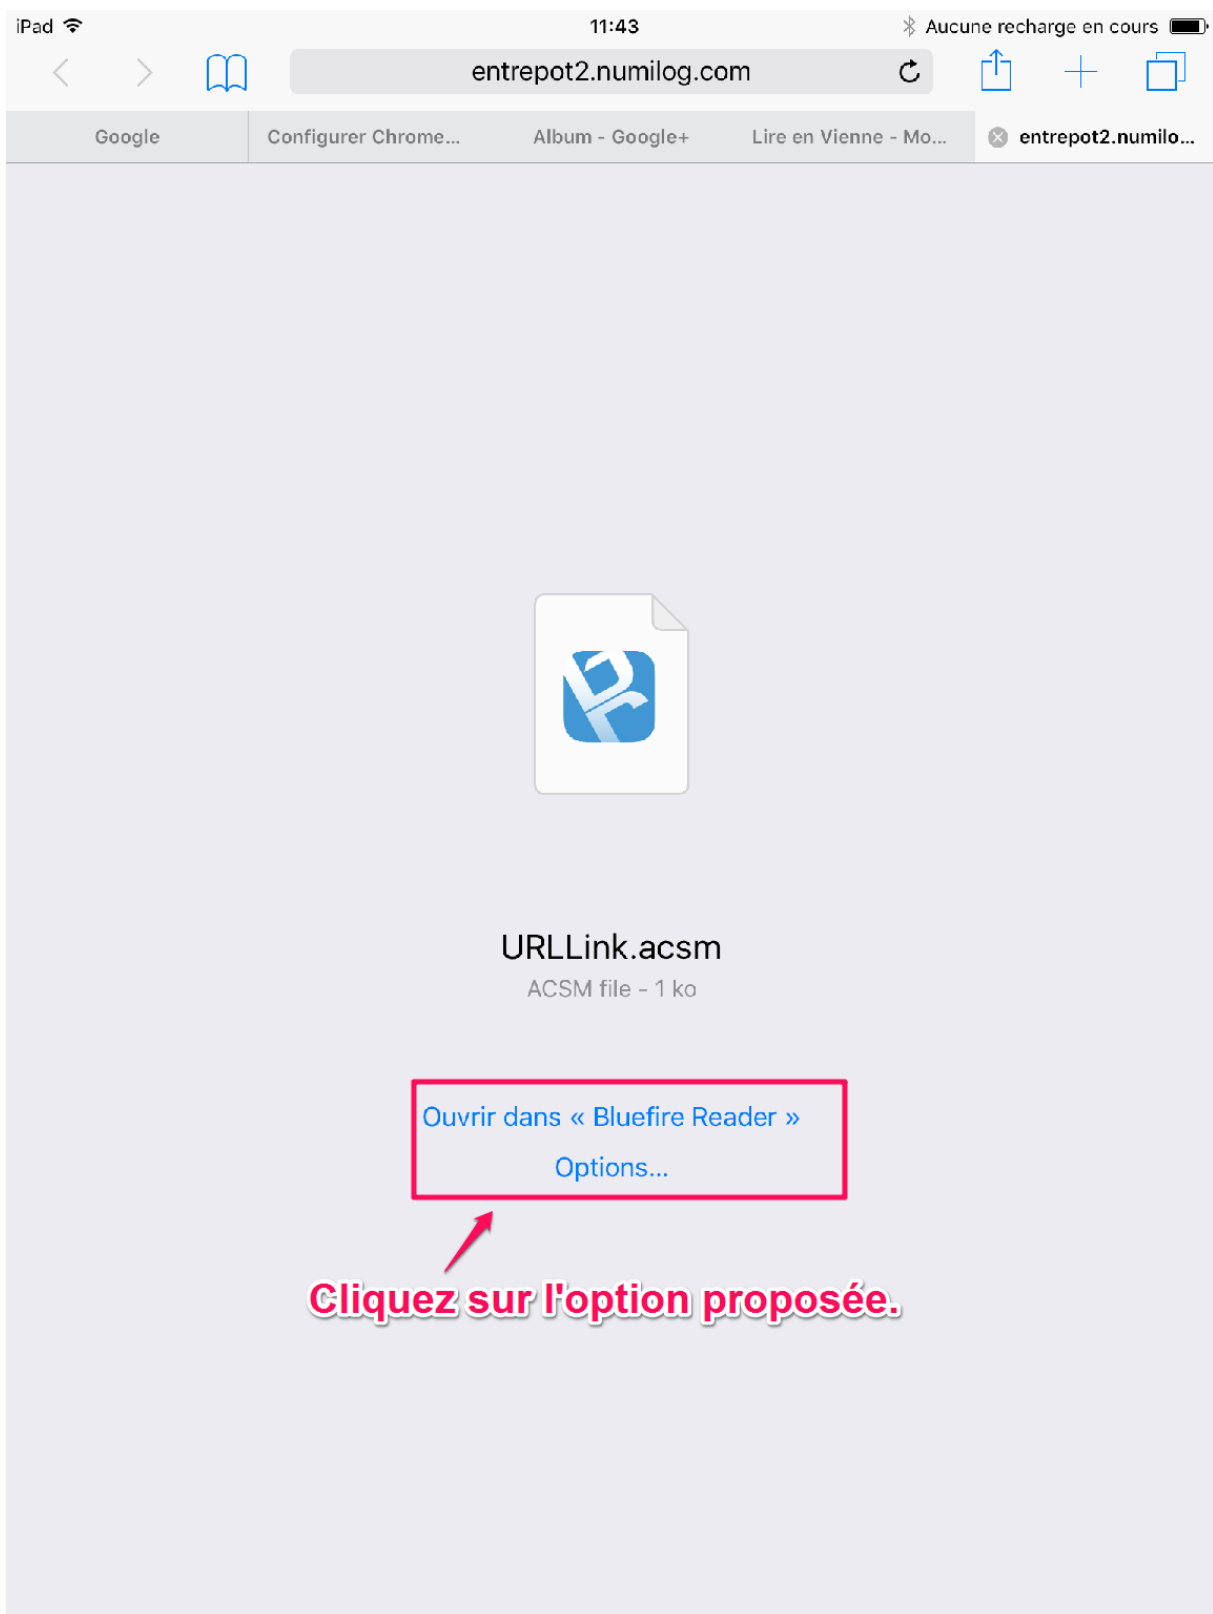 iPad 11:43 Aucune recharge en cours
entrepot2.numilog.com
Google Configurer Chrome... Album - Google+ Lire en Vienne - Mo... entrepot2.numilo...
URLLink.acsm
ACSM file - 1 ko
Ouvrir dans « Bluefire Reader »
Options...
Cliquez sur l'option proposée.